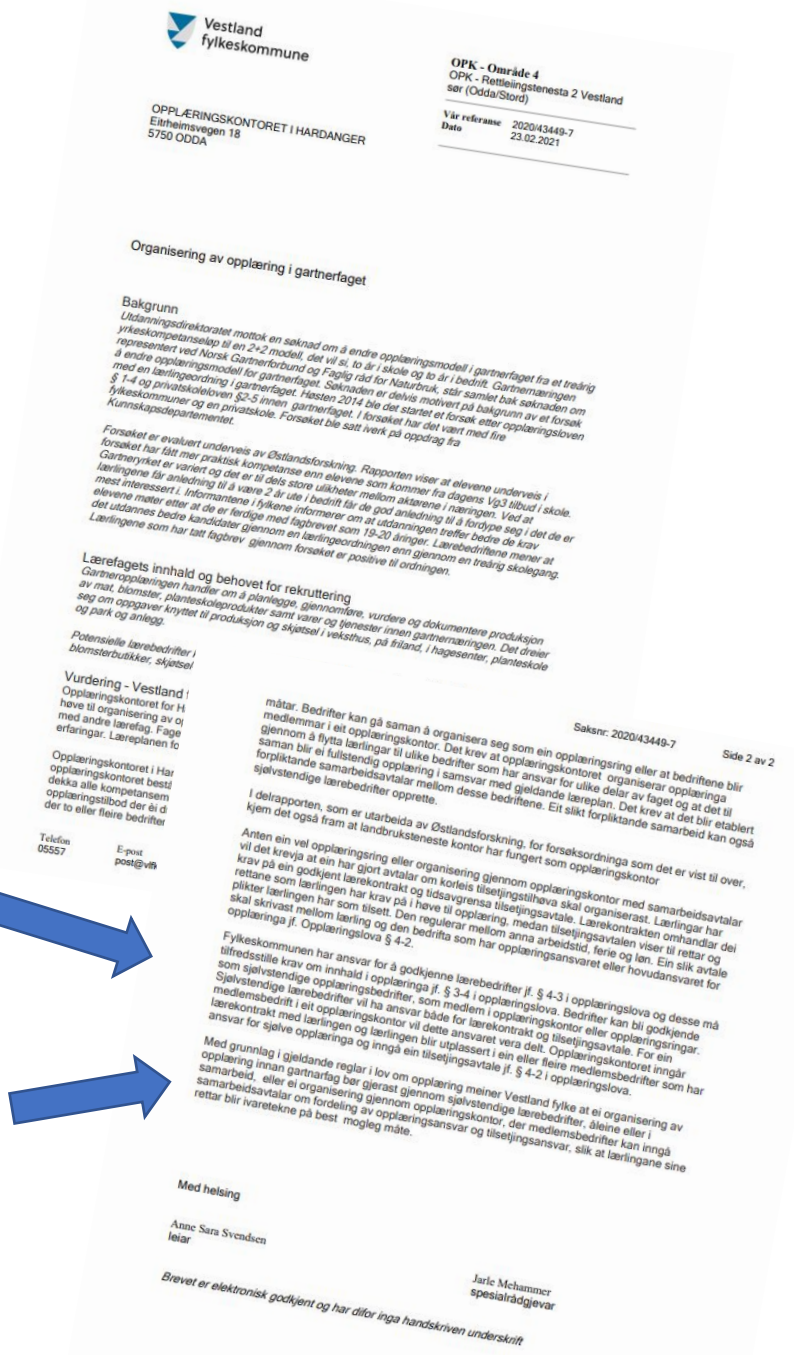 Vestland
fylkeskommune
OPK - Område 4
OPK - Rettleiingstenesta 2 Vestland
sør (Odda/Stord)
Vår referanse 2020/43449-7
Dato 23.02.2021
OPPLÆRINGSKONTORET I HARDANGER
Eitrheimsvegen 18
5750 ODDA
Organisering av opplæring i gartnerfaget
Bakgrunn
Utdanningsdirektoratet mottok en søknad om å endre opplæringsmodell i gartnerfaget fra et treårig
yrkeskompetanseløp til en 2+2 modell, det vil si, to år i skole og to år i bedrift. Gartnernæringen
representert ved Norsk Gartnerforbund og Faglig råd for Naturbruk, står samlet bak søknaden om
å endre opplæringsmodell for gartnerfaget. Søknaden er delvis motivert på bakgrunn av et forsøk
med en lærlingeordning i gartnerfaget. Høsten 2014 ble det startet et forsøk etter opplæringsloven
§ 1-4 og privatskoleloven §2-5 innen gartnerfaget. I forsøket har det vært med fire
fylkeskommuner og en privatskole. Forsøket ble satt iverk på oppdrag fra
Kunnskapsdepartementet.
Forsøket er evaluert underveis av Østlandsforskning. Rapporten viser at elevene underveis i
forsøket har fått mer praktisk kompetanse enn elevene som kommer fra dagens Vg3 tilbud i skole.
Gartneryrket er variert og det er til dels store ulikheter mellom aktørene i næringen. Ved at
lærlingene får anledning til å være 2 år ute i bedrift får de god anledning til å fordype seg i det de er
mest interessert i. Informantene i fylkene informerer om at utdanningen treffer bedre de krav
elevene møter etter at de er ferdige med fagbrevet som 19-20 åringer. Lærebedriftene mener at
det utdannes bedre kandidater gjennom en lærlingeordningen enn gjennom en treårig skolegang.
Lærlingene som har tatt fagbrev gjennom forsøket er positive til ordningen.
Lærefagets innhold og behovet for rekruttering
Gartneropplæringen handler om å planlegge, gjennomføre, vurdere og dokumentere produksjon
av mat, blomster, planteskoleprodukter samt varer og tjenester innen gartnernæringen. Det dreier
seg om oppgaver knyttet til produksjon og skjøtsel i veksthus, på friland, i hagesenter, planteskole
og park og anlegg.
Potensielle lærebedrifter
blomsterbutikker, skjøtsel
Vurdering - Vestland
Opplæringskontoret for H
høve til organisering av op
med andre lærefag. Fage
erfaringar. Læreplanen fo
Opplæringskontoret i Har
opplæringskontoret bestå
dekka alle kompetansem
opplæringstilbod der èi d
der to eller fleire bedrifter
Telefon E-post
05557 post@vlfk
Saksnr: 2020/43449-7 Side 2 av 2
måtar. Bedrifter kan gå saman å organisera seg som ein opplæringsring eller at bedriftene blir
medlemmar i eit opplæringskontor. Det krev at opplæringskontoret organiserar opplæringa
gjennom å flytta lærlingar til ulike bedrifter som har ansvar for ulike delar av faget og at det til
saman blir ei fullstendig opplæring i samsvar med gjeldande læreplan. Det krev at det blir etablert
forpliktande samarbeidsavtalar mellom desse bedriftene. Eit slikt forpliktande samarbeid kan også
sjølvstendige lærebedrifter opprette.
I delrapporten, som er utarbeida av Østlandsforskning, for forsøksordninga som det er vist til over,
kjem det også fram at landbruksteneste kontor har fungert som opplæringskontor
Anten ein vel opplæringsring eller organisering gjennom opplæringskontor med samarbeidsavtalar
vil det krevja at ein har gjort avtalar om korleis tilsetjingstilhøva skal organiserast. Lærlingar har
krav på ein godkjent lærekontrakt og tidsavgrensa tilsetjingsavtale. Lærekontrakten omhandlar dei
rettane som lærlingen har krav på i høve til opplæring, medan tilsetjingsavtalen viser til rettar og
plikter lærlingen har som tilsett. Den regulerar mellom anna arbeidstid, ferie og løn. Ein slik avtale
skal skrivast mellom lærling og den bedrifta som har opplæringsansvaret eller hovudansvaret for
opplæringa jf. Opplæringslova § 4-2.
Fylkeskommunen har ansvar for å godkjenne lærebedrifter jf. § 4-3 i opplæringslova og desse må
tilfredsstille krav om innhald i opplæringa jf. § 3-4 i opplæringslova. Bedrifter kan bli godkjende
som sjølvstendige opplæringsbedrifter, som medlem i opplæringskontor eller opplæringsringar.
Sjølvstendige lærebedrifter vil ha ansvar både for lærekontrakt og tilsetjingsavtale. For ein
medlemsbedrift i eit opplæringskontor vil dette ansvaret vera delt. Opplæringskontoret inngår
lærekontrakt med lærlingen og lærlingen blir utplassert i ein eller fleire medlemsbedrifter som har
ansvar for sjølve opplæringa og inngå ein tilsetjingsavtale jf. § 4-2 i opplæringslova.
Med grunnlag i gjeldande reglar i lov om opplæring meiner Vestland fylke at ei organisering av
opplæring innan gartnarfag bør gjerast gjennom sjølvstendige lærebedrifter, åleine eller i
samarbeid, eller ei organisering gjennom opplæringskontor, der medlemsbedrifter kan inngå
samarbeidsavtalar om fordeling av opplæringsansvar og tilsetjingsansvar, slik at lærlingane sine
rettar blir ivaretekne på best mogleg måte.
Med helsing
Anne Sara Svendsen
leiar
Jarle Mehammer
spesialrådgjevar
Brevet er elektronisk godkjent og har difor inga handskriven underskrift